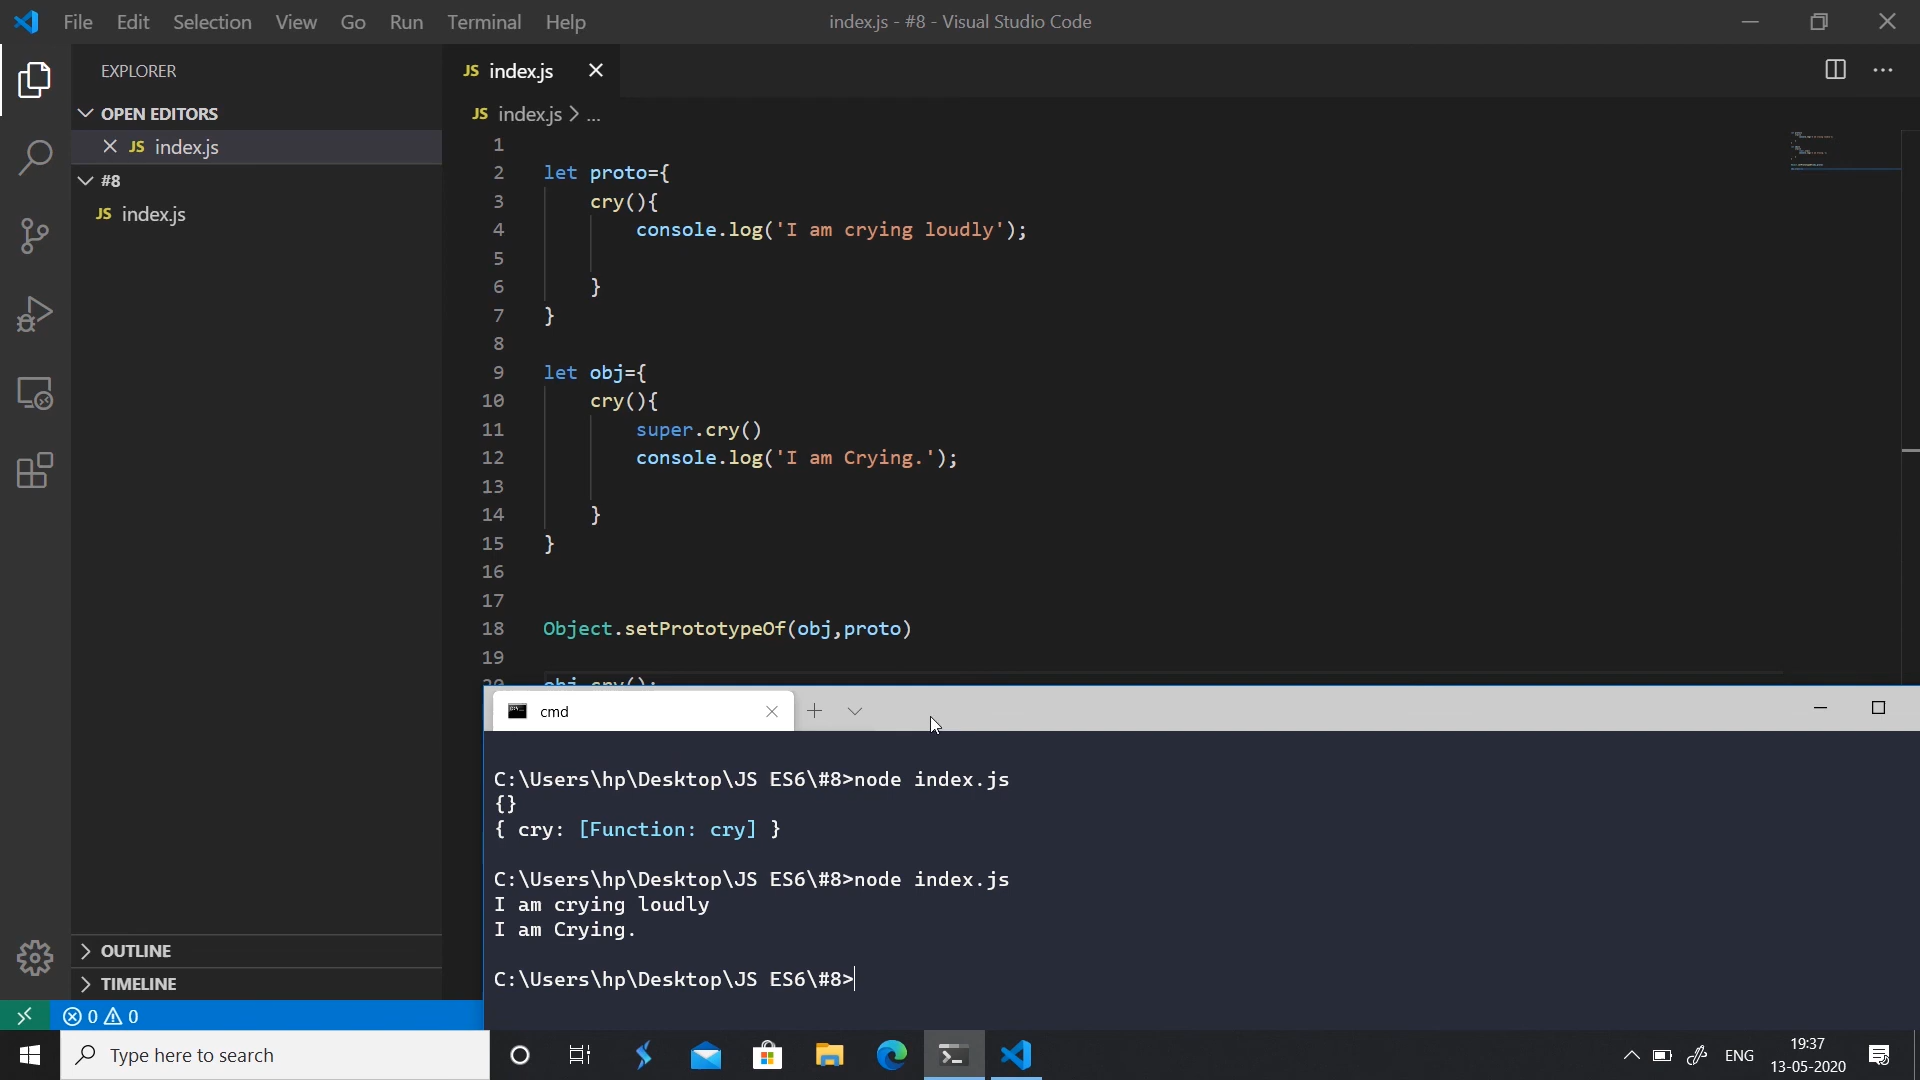 File Edit Selection View Go Run Terminal Help index.js - #8 - Visual Studio Code
EXPLORER
OPEN EDITORS
JS index.js
#8
JS index.js
OUTLINE
TIMELINE
0 0
JS index.js
JS index.js > ...
1
2 let proto={
3 cry(){
4 console.log('I am crying loudly');
5
6 }
7 }
8
9 let obj={
10 cry(){
11 super.cry()
12 console.log('I am Crying.');
13
14 }
15 }
16
17
18 Object.setPrototypeOf(obj,proto)
19
20 obj.cry();
cmd
C:\Users\hp\Desktop\JS ES6\#8>node index.js
{}
{ cry: [Function: cry] }
C:\Users\hp\Desktop\JS ES6\#8>node index.js
I am crying loudly
I am Crying.
C:\Users\hp\Desktop\JS ES6\#8>
Type here to search
ENG
19:37
13-05-2020